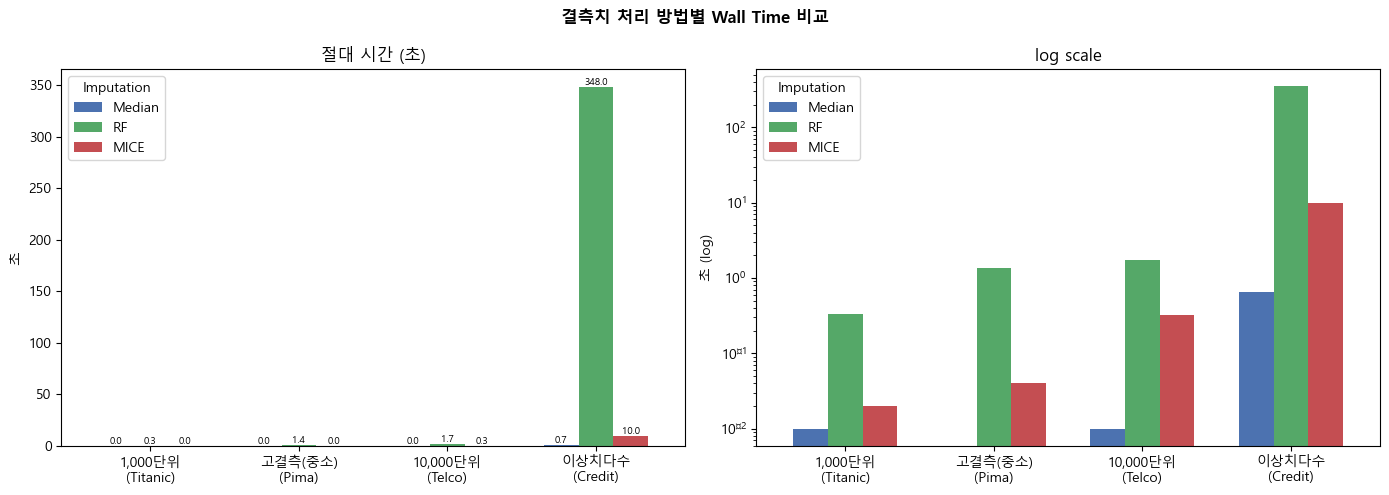 결측치 처리 방법별 Wall Time 비교
절대 시간 (초)
초
350
300
250
200
150
100
50
0
Imputation
Median
RF
MICE
0.0
0.3
0.0
0.0
1.4
0.0
0.0
1.7
0.3
0.7
348.0
10.0
1,000단위
(Titanic)
고결측(중소)
(Pima)
10,000단위
(Telco)
이상치다수
(Credit)
log scale
초 (log)
10²
10¹
10⁰
10¤¹
10¤²
Imputation
Median
RF
MICE
1,000단위
(Titanic)
고결측(중소)
(Pima)
10,000단위
(Telco)
이상치다수
(Credit)